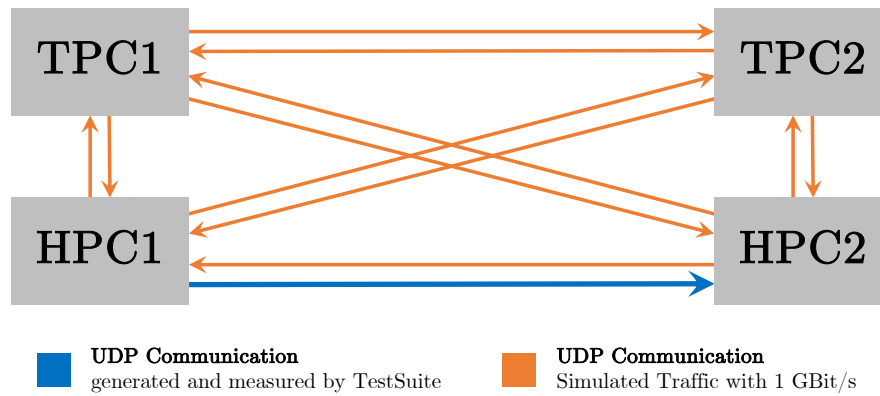 TPC1
TPC2
HPC1
HPC2
UDP Communication
generated and measured by TestSuite
UDP Communication
Simulated Traffic with 1 GBit/s